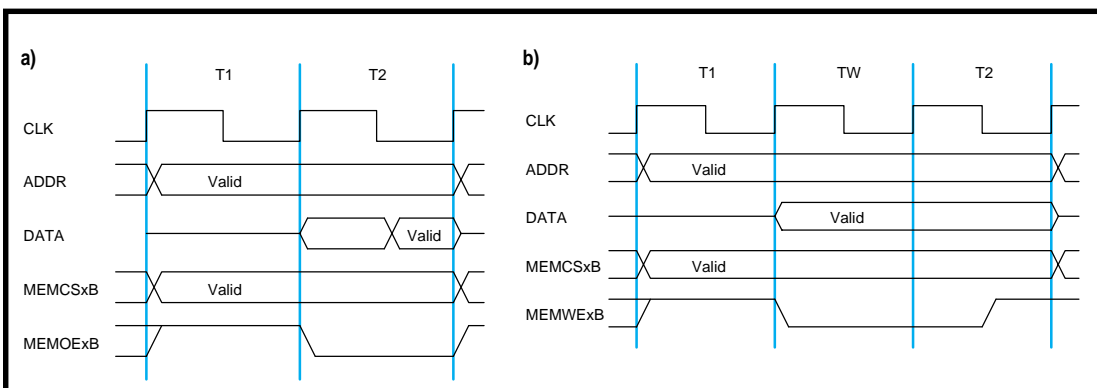 a)
T1 T2
CLK
ADDR Valid
DATA Valid
MEMCSxB Valid
MEMOExB
b)
T1 TW T2
CLK
ADDR Valid
DATA Valid
MEMCSxB Valid
MEMWExB